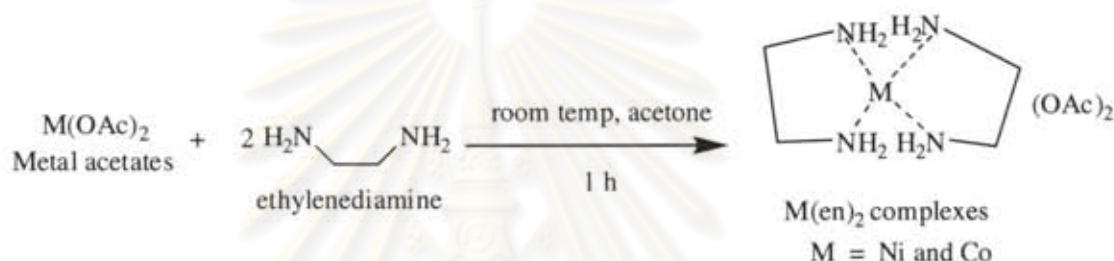 M(OAc)2 + 2 H2N NH2 room temp, acetone NH2 H2N M NH2 H2N (OAc)2
Metal acetates
ethylenediamine
1 h
M(en)2 complexes
M = Ni and Co